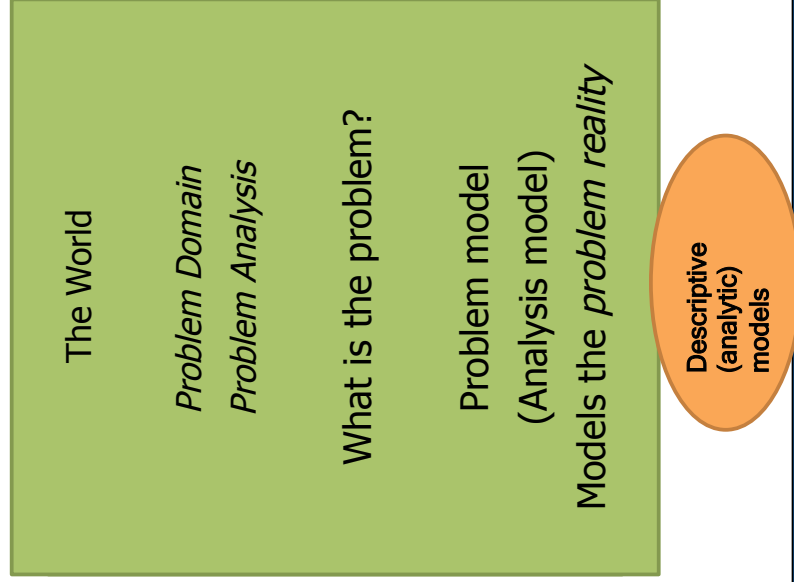 The World
Problem Domain
Problem Analysis
What is the problem?
Problem model
(Analysis model)
Models the problem reality
Descriptive
(analytic)
models